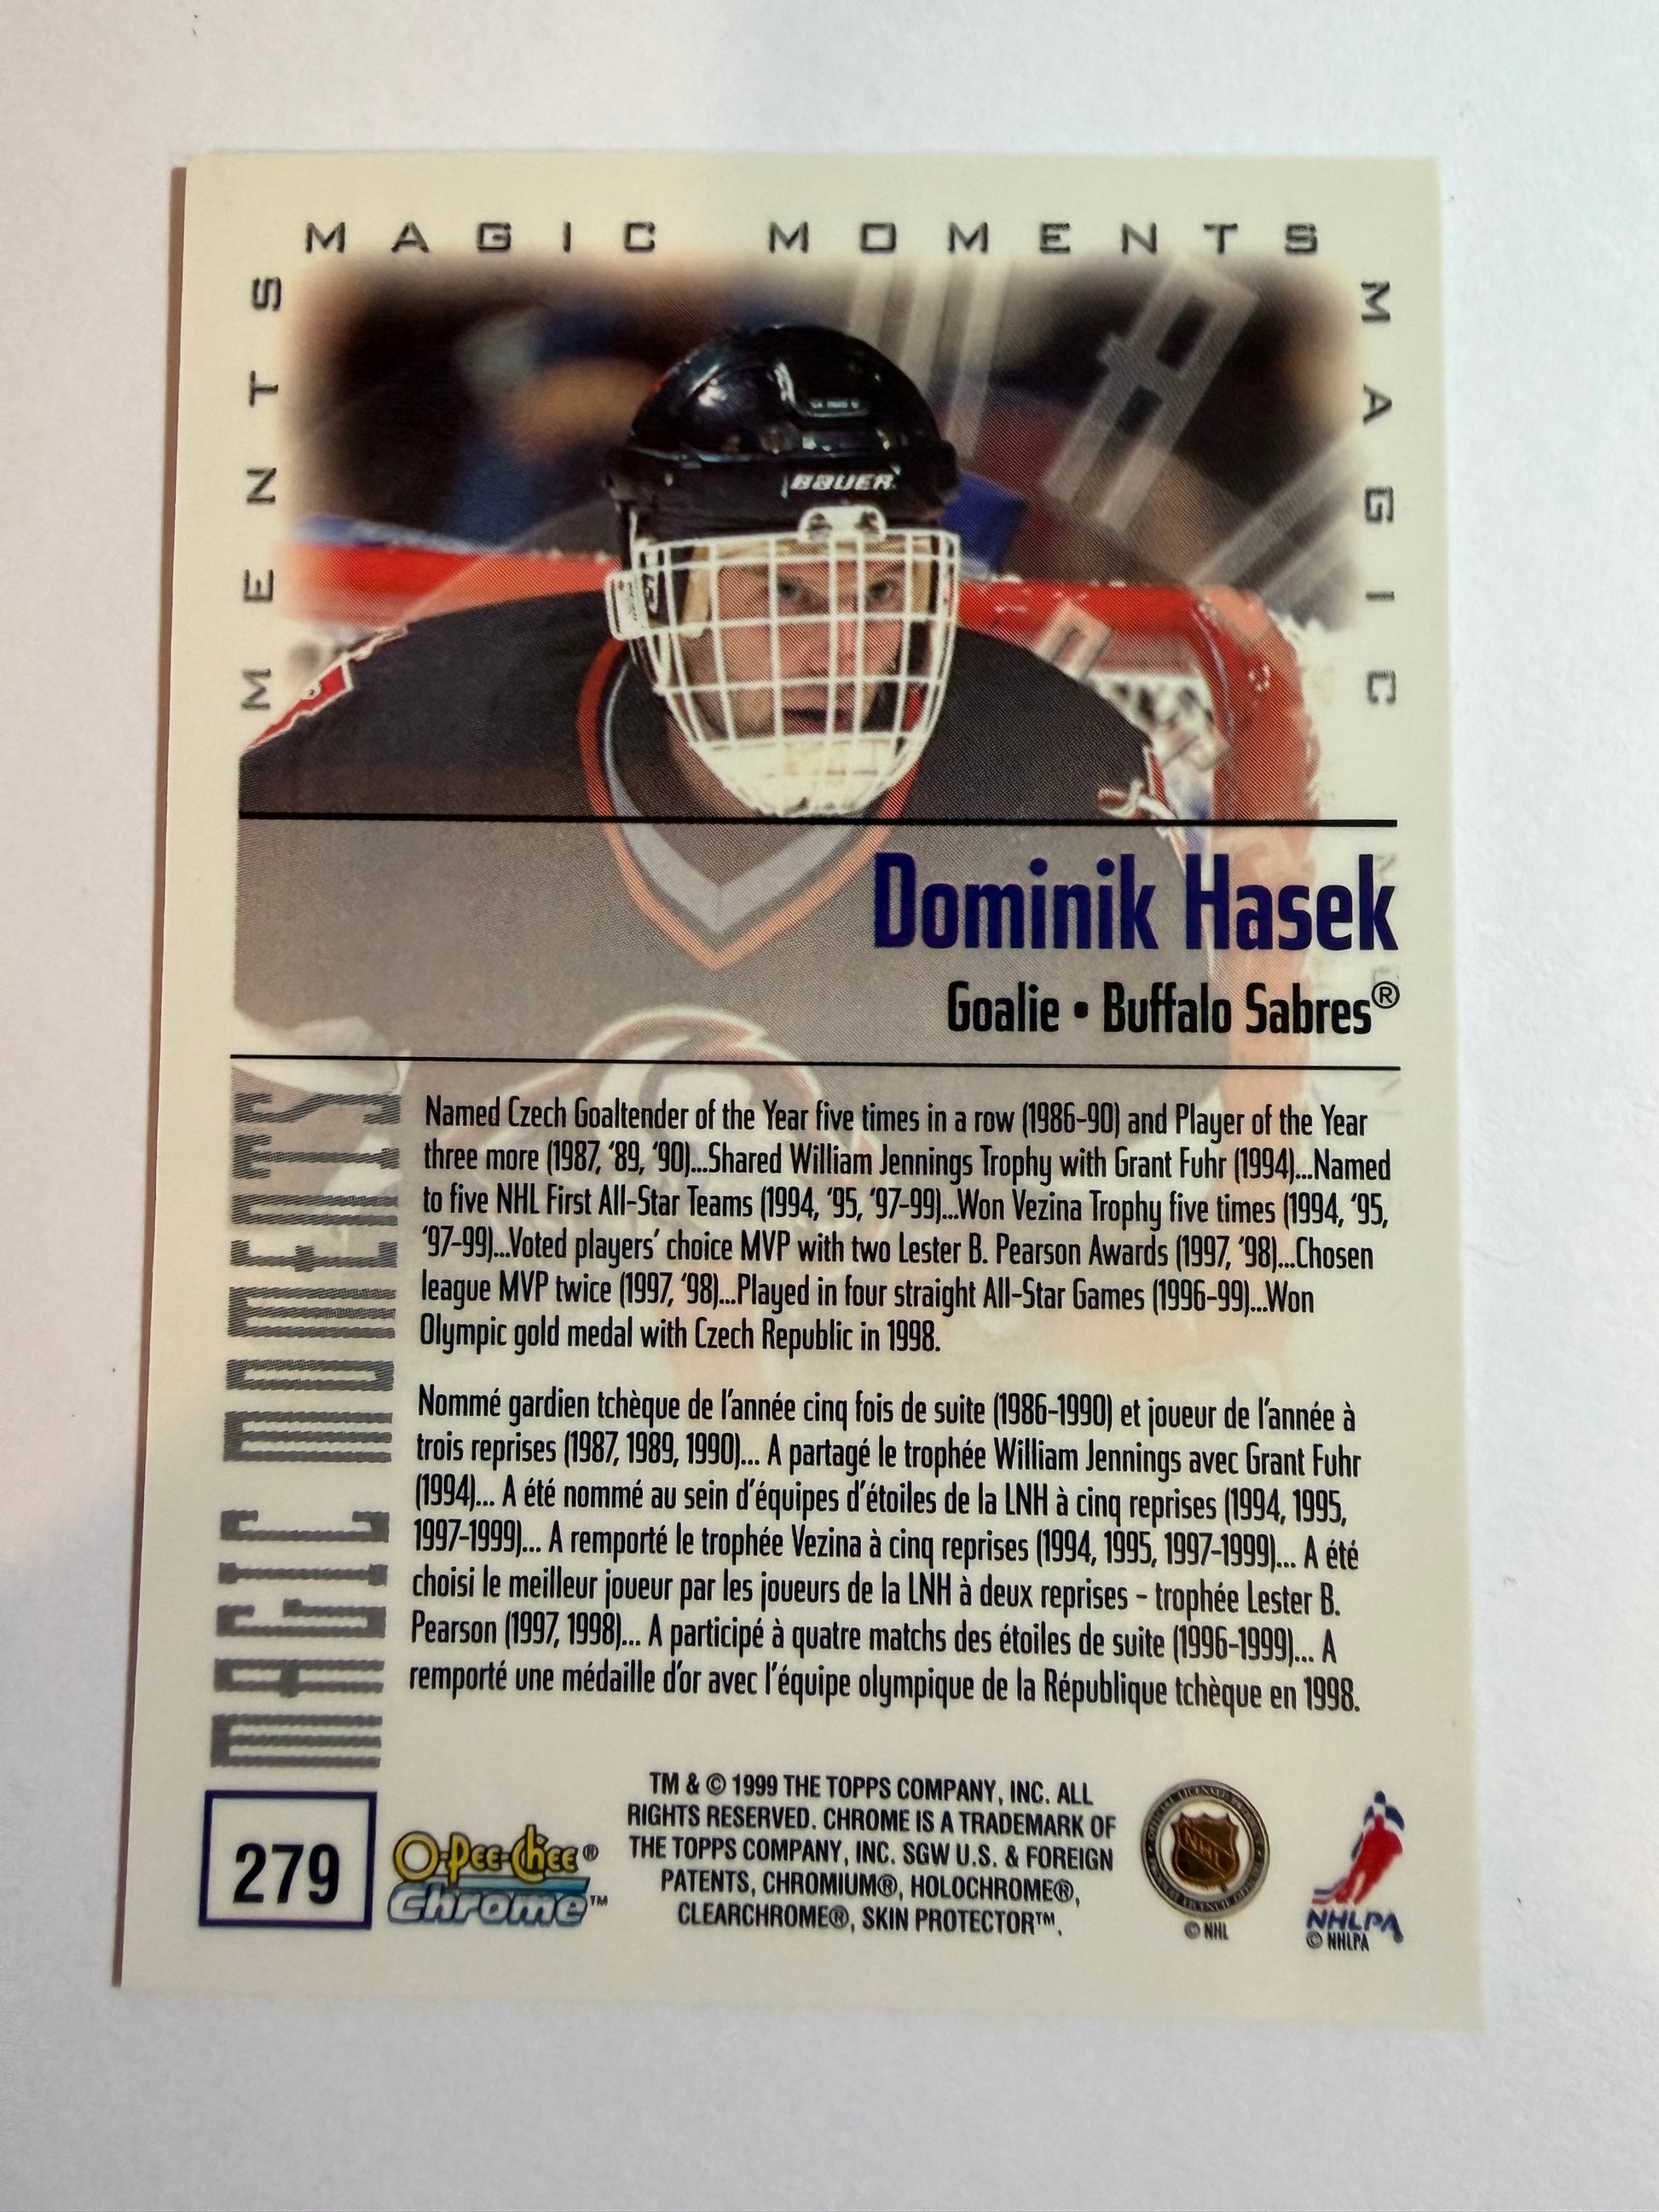 MAGIC MOMENTS
MENTS
MAGIC
BAUER
Dominik Hasek
Goalie • Buffalo Sabres®
MAGIC MOMENTS
Named Czech Goaltender of the Year five times in a row (1986-90) and Player of the Year
three more (1987, '89, '90)...Shared William Jennings Trophy with Grant Fuhr (1994)...Named
to five NHL First All-Star Teams (1994, '95, '97-99)...Won Vezina Trophy five times (1994, '95,
'97-99)...Voted players' choice MVP with two Lester B. Pearson Awards (1997, '98)...Chosen
league MVP twice (1997, '98)...Played in four straight All-Star Games (1996-99)...Won
Olympic gold medal with Czech Republic in 1998.
Nommé gardien tchèque de l'année cinq fois de suite (1986-1990) et joueur de l'année à
trois reprises (1987, 1989, 1990)... A partagé le trophée William Jennings avec Grant Fuhr
(1994)... A été nommé au sein d'équipes d'étoiles de la LNH à cinq reprises (1994, 1995,
1997-1999)... A remporté le trophée Vezina à cinq reprises (1994, 1995, 1997-1999)... A été
choisi le meilleur joueur par les joueurs de la LNH à deux reprises – trophée Lester B.
Pearson (1997, 1998)... A participé à quatre matchs des étoiles de suite (1996-1999)... A
remporté une médaille d'or avec l'équipe olympique de la République tchèque en 1998.
279
O-Pee-Chee®
Chrome™
TM & © 1999 THE TOPPS COMPANY, INC. ALL
RIGHTS RESERVED. CHROME IS A TRADEMARK OF
THE TOPPS COMPANY, INC. SGW U.S. & FOREIGN
PATENTS, CHROMIUM®, HOLOCHROME®,
CLEARCHROME®, SKIN PROTECTOR™.
NHL
© NHL
NHLPA
© NHLPA